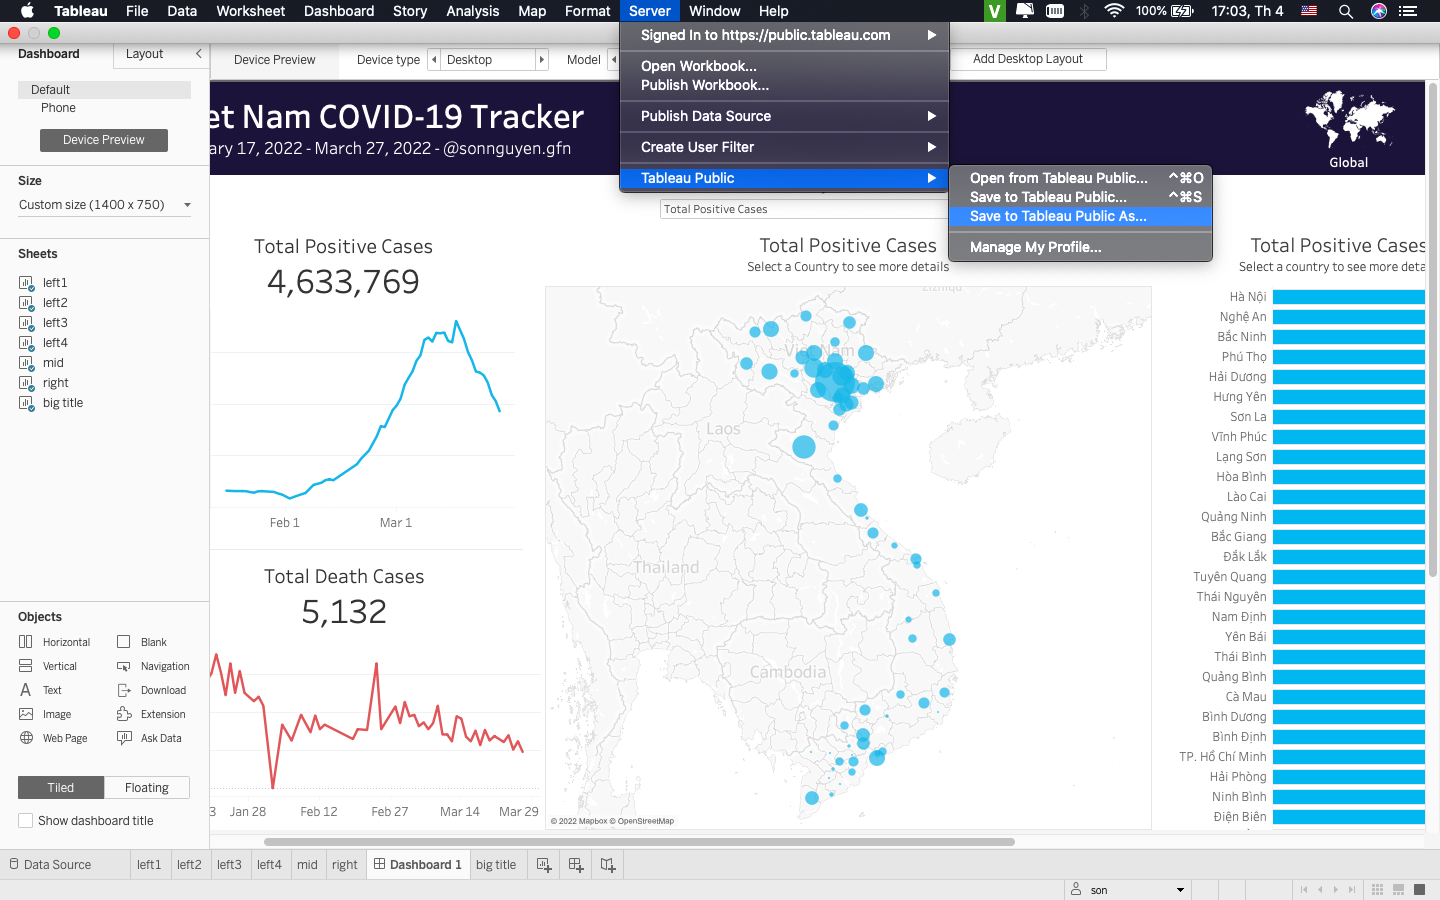 Tableau File Data Worksheet Dashboard Story Analysis Map Format Server Window Help V 100% 17:03, Th 4
Dashboard Layout
Default
Phone
Device Preview
Size
Custom size (1400 x 750)
Sheets
left1
left2
left3
left4
mid
right
big title
Objects
Horizontal Blank
Vertical Navigation
Text Download
Image Extension
Web Page Ask Data
Tiled Floating
Show dashboard title
Device Preview Device type Desktop Model Add Desktop Layout
Signed In to https://public.tableau.com
Open Workbook...
Publish Workbook...
Publish Data Source
Create User Filter
Tableau Public
Open from Tableau Public... ^⌘O
Save to Tableau Public... ^⌘S
Save to Tableau Public As...
Manage My Profile...
et Nam COVID-19 Tracker
ary 17, 2022 - March 27, 2022 - @sonnguyen.gfn
Global
Total Positive Cases
Total Positive Cases
4,633,769
Feb 1 Mar 1
Total Death Cases
5,132
3 Jan 28 Feb 12 Feb 27 Mar 14 Mar 29
Total Positive Cases
Select a Country to see more details
Viet Nam
Laos
Thailand
Cambodia
© 2022 Mapbox © OpenStreetMap
Total Positive Cases
Select a country to see more deta
Hà Nội
Nghệ An
Bắc Ninh
Phú Thọ
Hải Dương
Hưng Yên
Sơn La
Vĩnh Phúc
Lạng Sơn
Hòa Bình
Lào Cai
Quảng Ninh
Bắc Giang
Đắk Lắk
Tuyên Quang
Thái Nguyên
Nam Định
Yên Bái
Thái Bình
Quảng Bình
Cà Mau
Bình Dương
Bình Định
TP. Hồ Chí Minh
Hải Phòng
Ninh Bình
Điện Biên
Data Source left1 left2 left3 left4 mid right Dashboard 1 big title
son